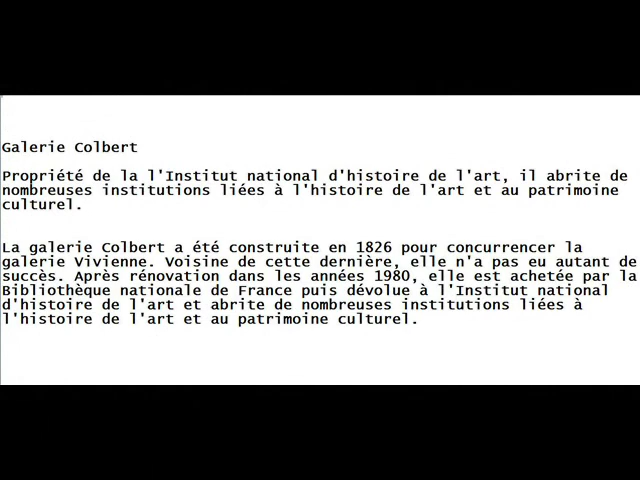 Galerie Colbert
Propriété de la l'Institut national d'histoire de l'art, il abrite de
nombreuses institutions liées à l'histoire de l'art et au patrimoine
culturel.
La galerie Colbert a été construite en 1826 pour concurrencer la
galerie Vivienne. Voisine de cette dernière, elle n'a pas eu autant de
succès. Après rénovation dans les années 1980, elle est achetée par la
Bibliothèque nationale de France puis dévolue à l'Institut national
d'histoire de l'art et abrite de nombreuses institutions liées à
l'histoire de l'art et au patrimoine culturel.